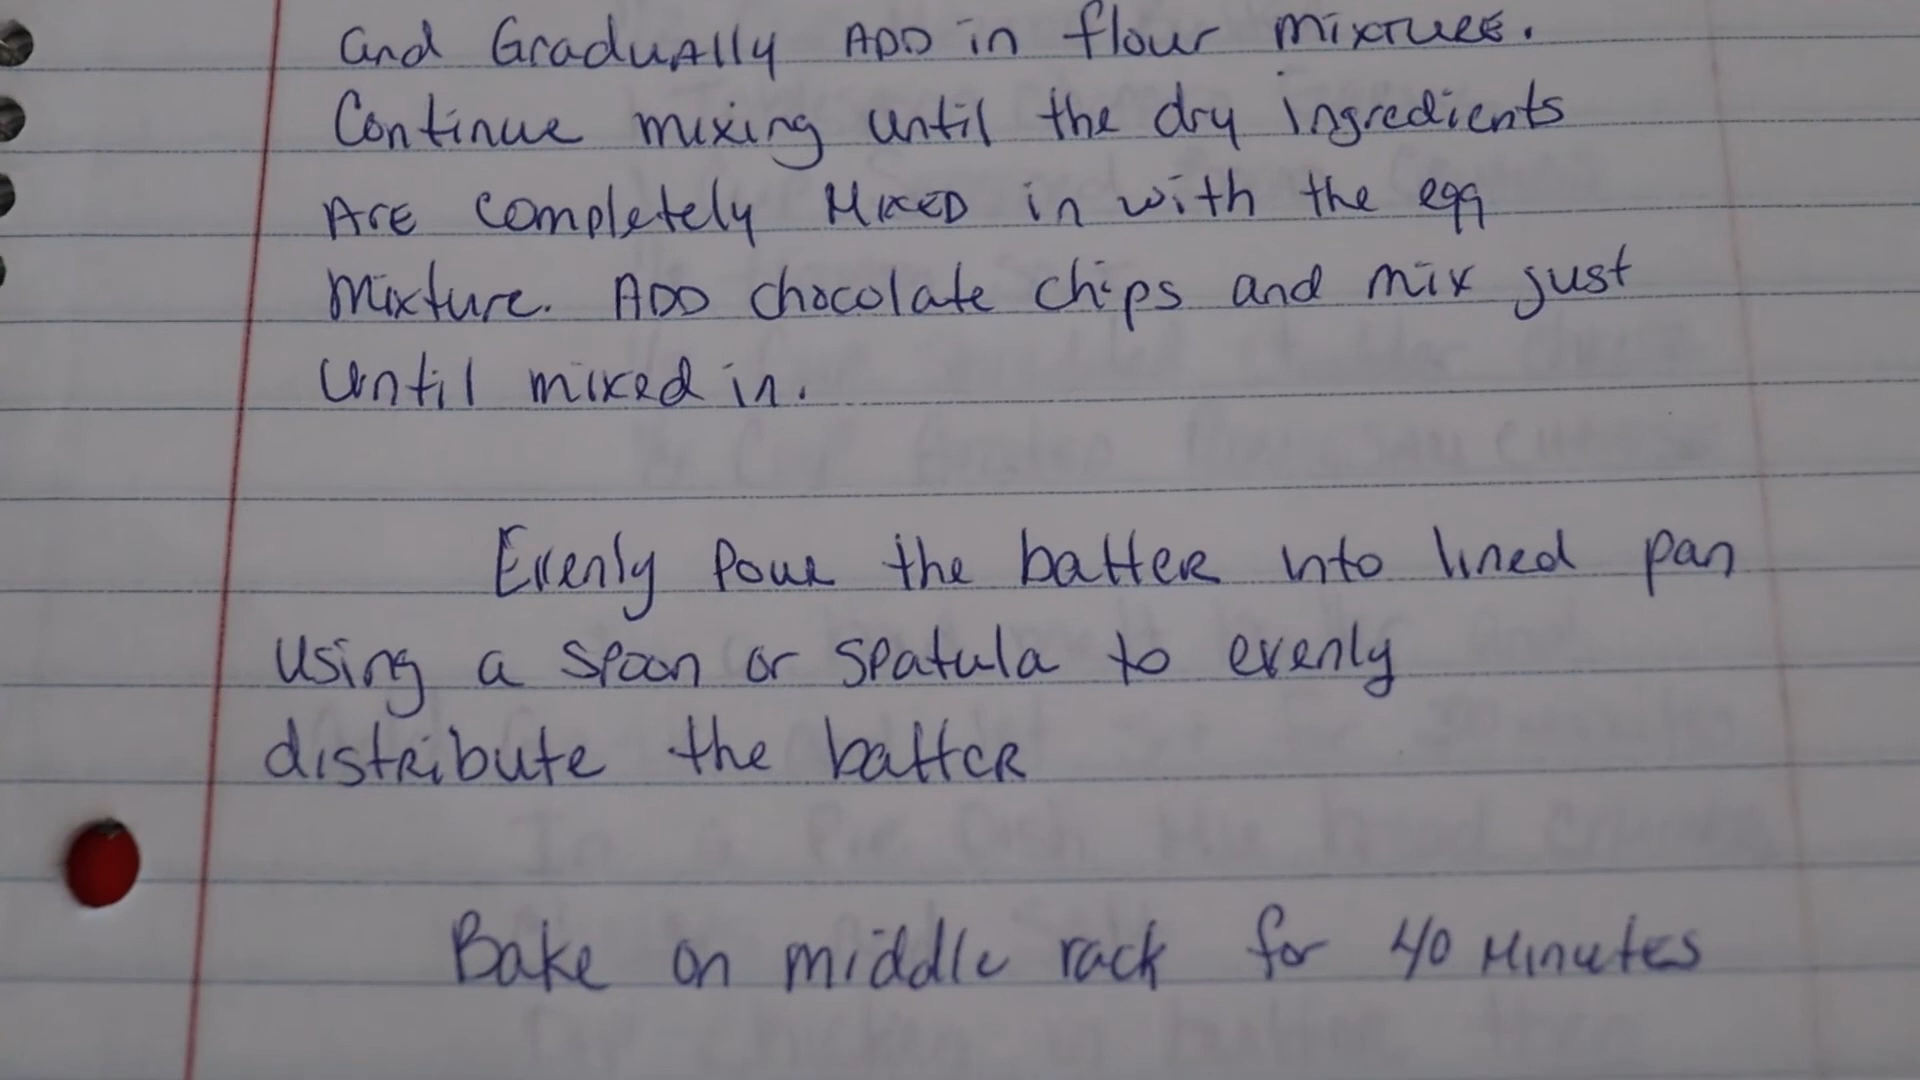 and Gradually ADD in flour mixture.
Continue mixing until the dry ingredients
Are completely Mixed in with the egg
mixture. ADD chocolate chips and mix just
until mixed in.
Evenly Pour the batter into lined pan
using a spoon or spatula to evenly
distribute the batter
Bake on middle rack for 40 Minutes